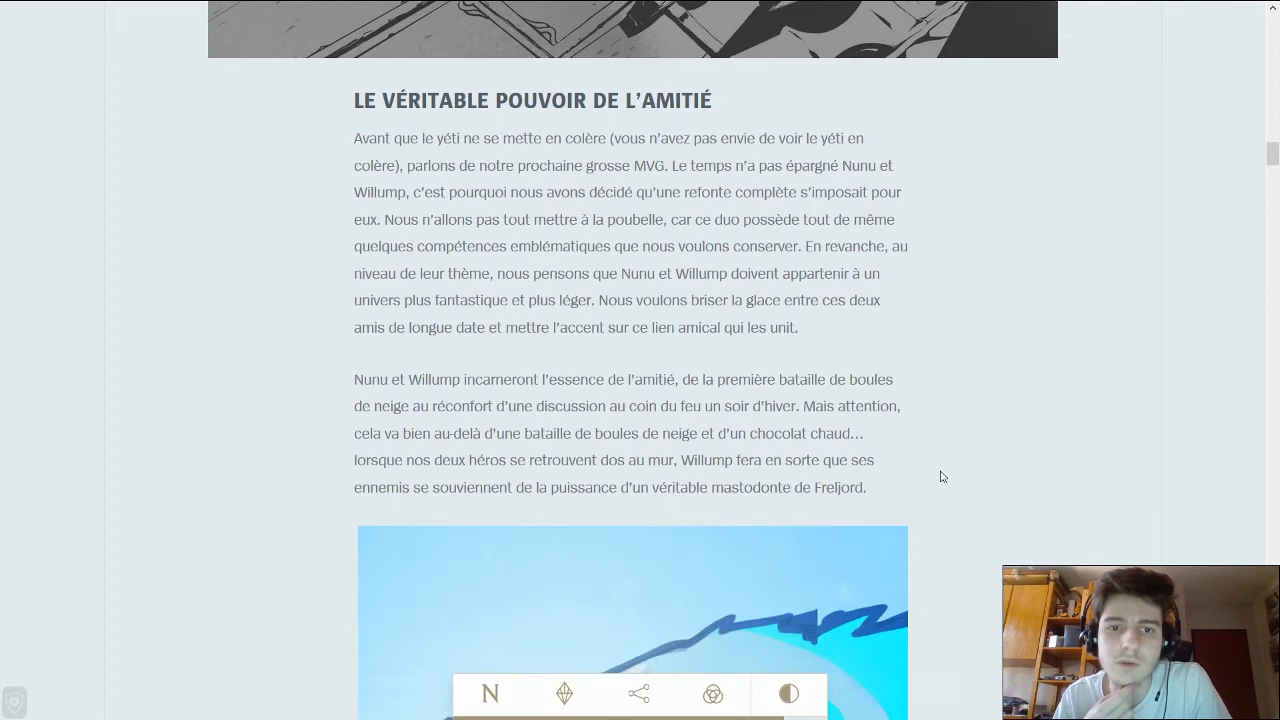 LE VÉRITABLE POUVOIR DE L'AMITIÉ
Avant que le yéti ne se mette en colère (vous n'avez pas envie de voir le yéti en
colère), parlons de notre prochaine grosse MVG. Le temps n'a pas épargné Nunu et
Willump, c'est pourquoi nous avons décidé qu'une refonte complète s'imposait pour
eux. Nous n'allons pas tout mettre à la poubelle, car ce duo possède tout de même
quelques compétences emblématiques que nous voulons conserver. En revanche, au
niveau de leur thème, nous pensons que Nunu et Willump doivent appartenir à un
univers plus fantastique et plus léger. Nous voulons briser la glace entre ces deux
amis de longue date et mettre l'accent sur ce lien amical qui les unit.
Nunu et Willump incarneront l'essence de l'amitié, de la première bataille de boules
de neige au réconfort d'une discussion au coin du feu un soir d'hiver. Mais attention,
cela va bien au-delà d'une bataille de boules de neige et d'un chocolat chaud…
lorsque nos deux héros se retrouvent dos au mur, Willump fera en sorte que ses
ennemis se souviennent de la puissance d'un véritable mastodonte de Freljord.
N